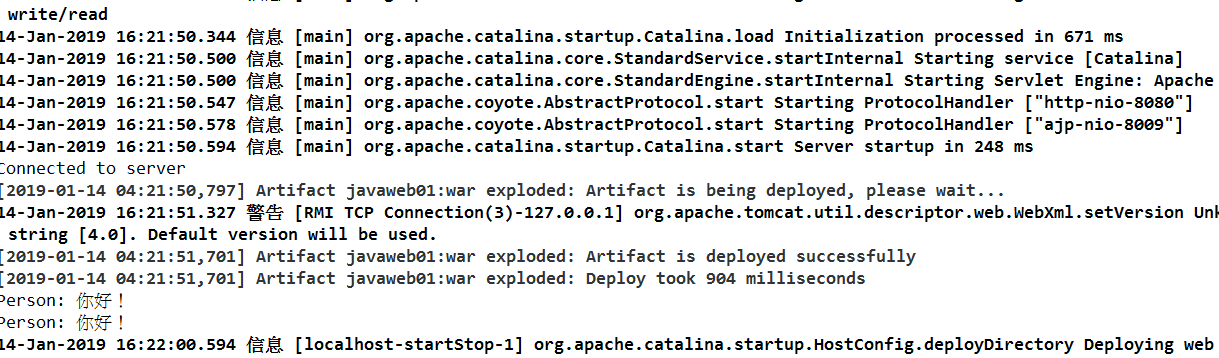 write/read
14-Jan-2019 16:21:50.344 信息 [main] org.apache.catalina.startup.Catalina.load Initialization processed in 671 ms
14-Jan-2019 16:21:50.500 信息 [main] org.apache.catalina.core.StandardService.startInternal Starting service [Catalina]
14-Jan-2019 16:21:50.500 信息 [main] org.apache.catalina.core.StandardEngine.startInternal Starting Servlet Engine: Apache
14-Jan-2019 16:21:50.547 信息 [main] org.apache.coyote.AbstractProtocol.start Starting ProtocolHandler ["http-nio-8080"]
14-Jan-2019 16:21:50.578 信息 [main] org.apache.coyote.AbstractProtocol.start Starting ProtocolHandler ["ajp-nio-8009"]
14-Jan-2019 16:21:50.594 信息 [main] org.apache.catalina.startup.Catalina.start Server startup in 248 ms
Connected to server
[2019-01-14 04:21:50,797] Artifact javaweb01:war exploded: Artifact is being deployed, please wait...
14-Jan-2019 16:21:51.327 警告 [RMI TCP Connection(3)-127.0.0.1] org.apache.tomcat.util.descriptor.web.WebXml.setVersion Unk
string [4.0]. Default version will be used.
[2019-01-14 04:21:51,701] Artifact javaweb01:war exploded: Artifact is deployed successfully
[2019-01-14 04:21:51,701] Artifact javaweb01:war exploded: Deploy took 904 milliseconds
Person: 你好！
Person: 你好！
14-Jan-2019 16:22:00.594 信息 [localhost-startStop-1] org.apache.catalina.startup.HostConfig.deployDirectory Deploying web